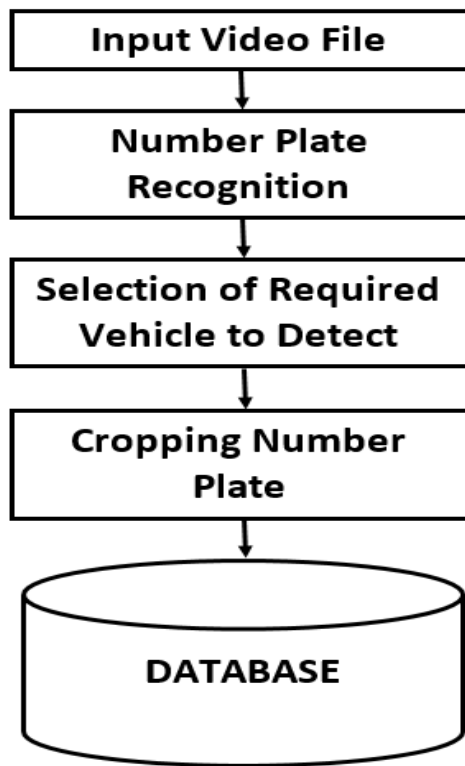 Input Video File
Number Plate
Recognition
Selection of Required
Vehicle to Detect
Cropping Number
Plate
DATABASE